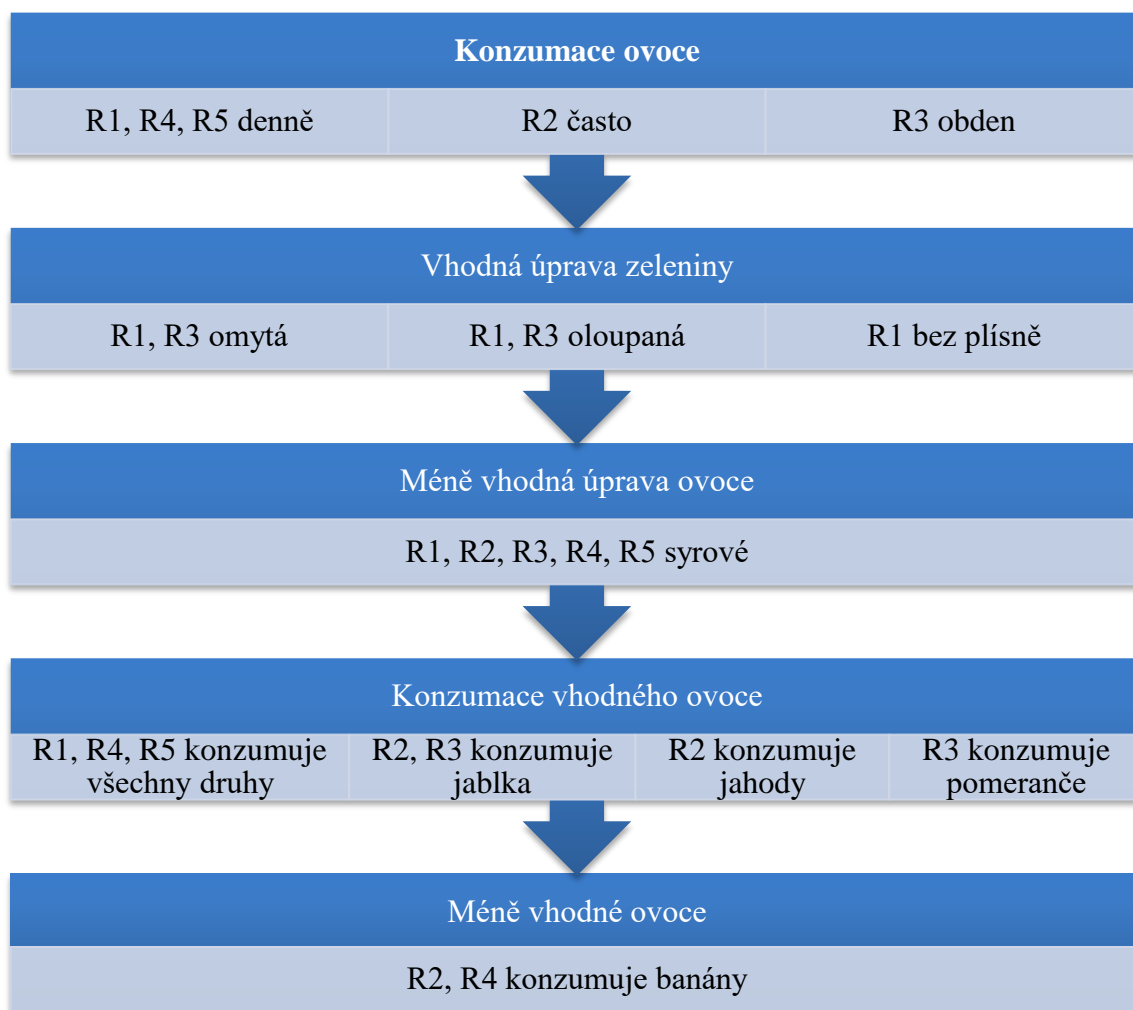 Konzumace ovoce
R1, R4, R5 denně
R2 často
R3 obden
Vhodná úprava zeleniny
R1, R3 omytá
R1, R3 oloupaná
R1 bez plísně
Méně vhodná úprava ovoce
R1, R2, R3, R4, R5 syrové
Konzumace vhodného ovoce
R1, R4, R5 konzumuje
všechny druhy
R2, R3 konzumuje
jablka
R2 konzumuje
jahody
R3 konzumuje
pomeranče
Méně vhodné ovoce
R2, R4 konzumuje banány